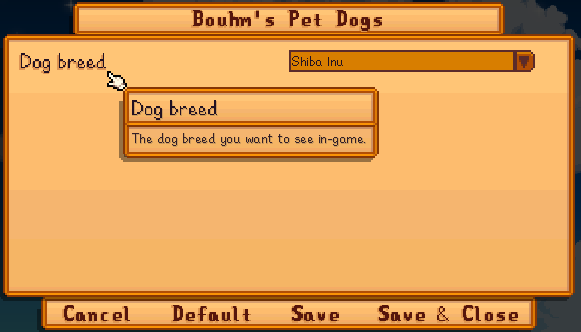 Bouhm's Pet Dogs
Dog breed
Shiba Inu
Dog breed
The dog breed you want to see in-game.
Cancel Default Save Save & Close